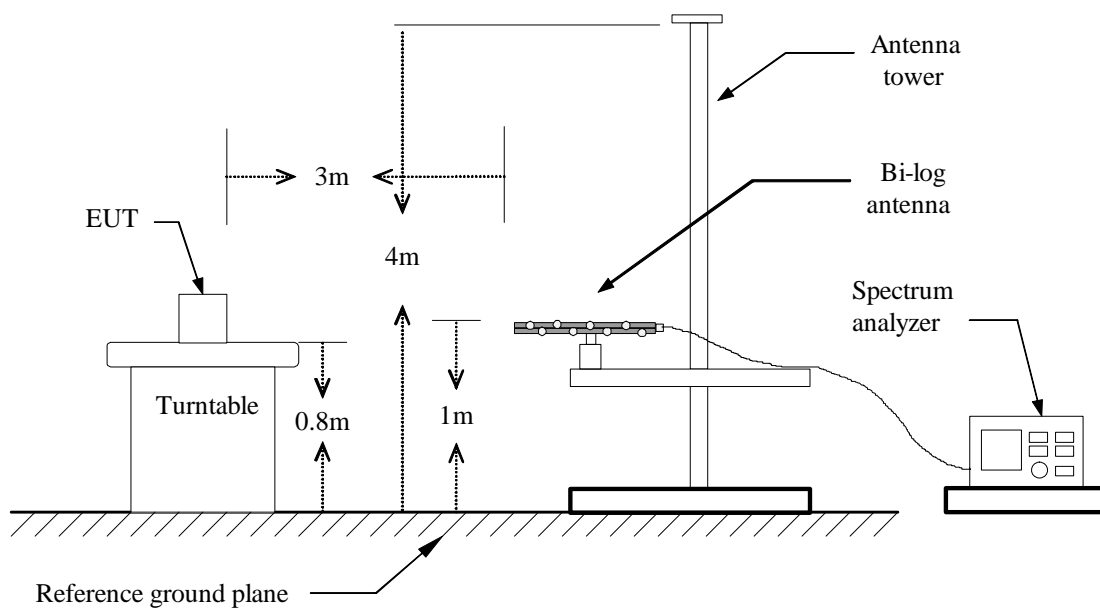 Antenna
tower
3m
Bi-log
antenna
EUT
4m
Spectrum
analyzer
Turntable
0.8m
1m
Reference ground plane